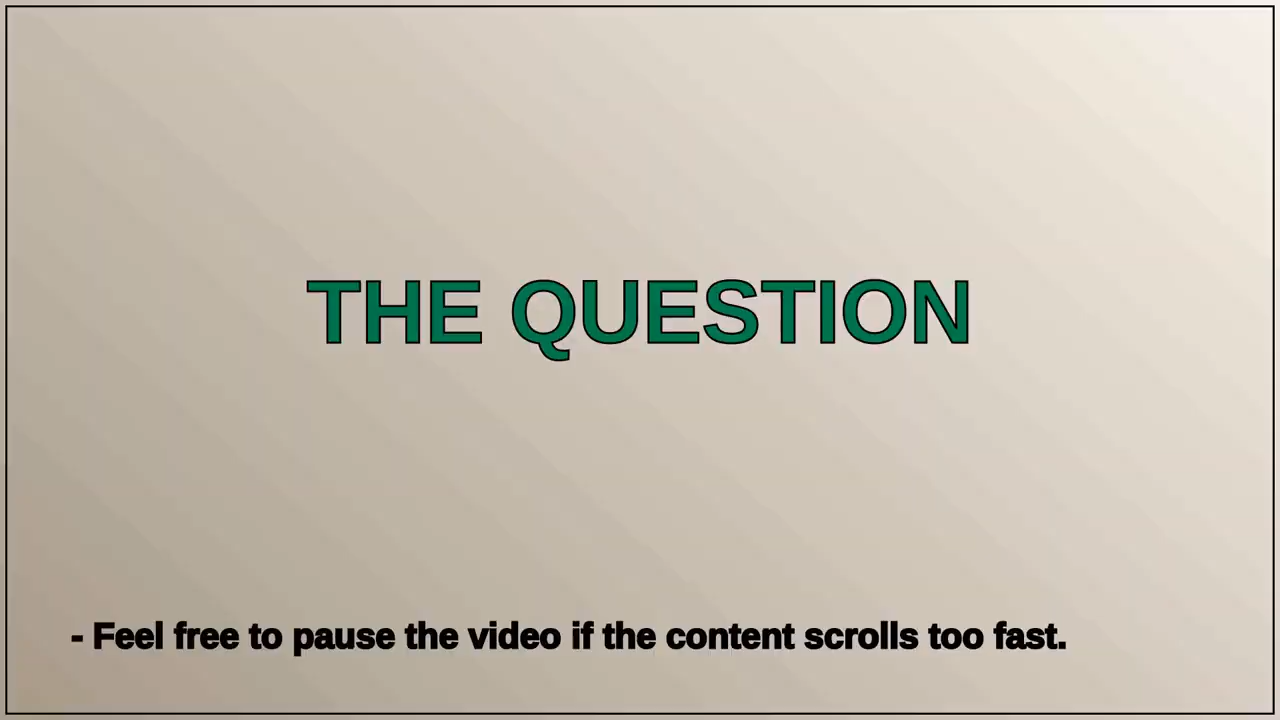 THE QUESTION
- Feel free to pause the video if the content scrolls too fast.